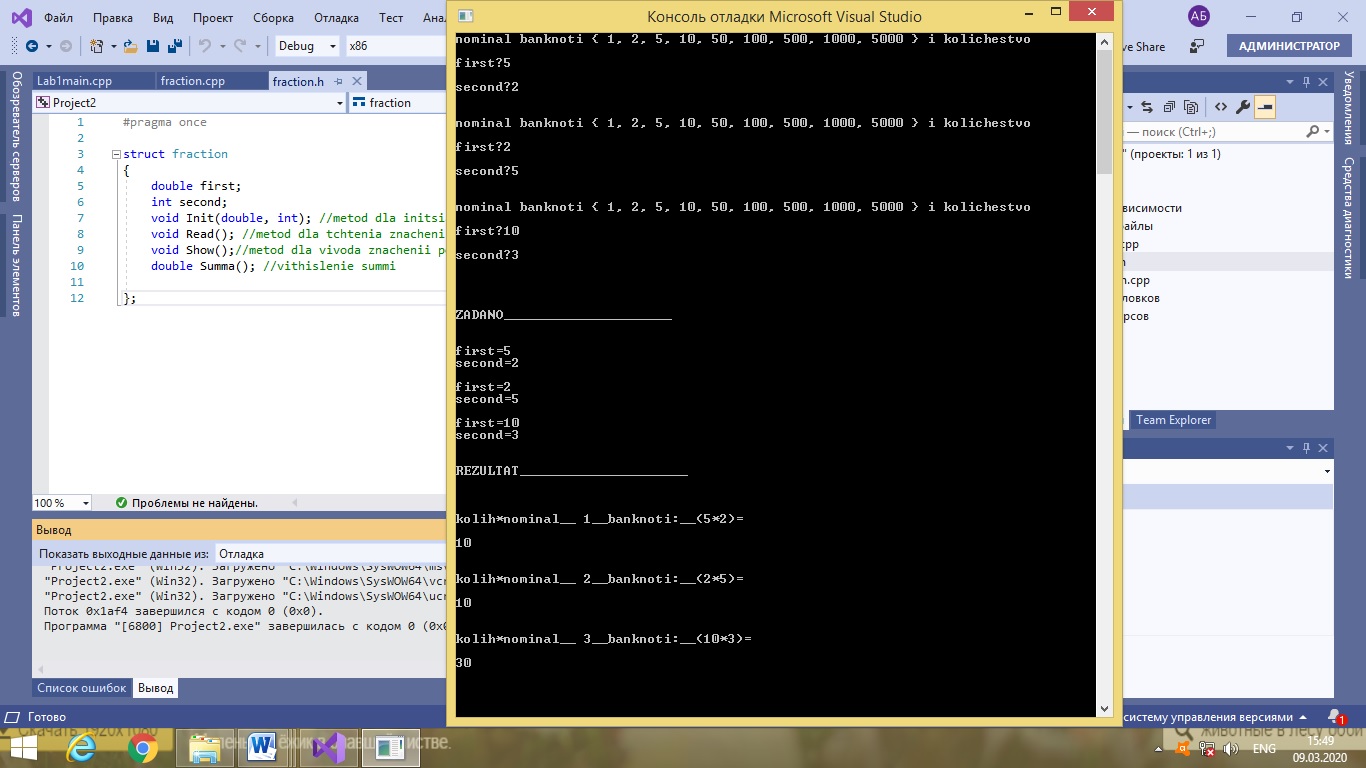 Файл Правка Вид Проект Сборка Отладка Тест
Консоль отладки Microsoft Visual Studio
АБ
Debug x86
ve Share
АДМИНИСТРАТОР
Обозреватель серверов
Панель элементов
Lab1main.cpp fraction.cpp fraction.h
Project2 fraction
1 #pragma once
2
3 struct fraction
4 {
5 double first;
6 int second;
7 void Init(double, int); //metod dla initsi
8 void Read(); //metod dla tchtenia znacheni
9 void Show();//metod dla vivoda znachenii p
10 double Summa(); //vithislenie summi
11
12 };
100 % Проблемы не найдены.
Вывод
Показать выходные данные из: Отладка
"Project2.exe" (Win32). Загружено "C:\Windows\SysWOW64\ms
"Project2.exe" (Win32). Загружено "C:\Windows\SysWOW64\vc
"Project2.exe" (Win32). Загружено "C:\Windows\SysWOW64\uc
Поток 0x1af4 завершился с кодом 0 (0x0).
Программа "[6800] Project2.exe" завершилась с кодом 0 (0x0
Список ошибок Вывод
Готово
nominal banknoti { 1, 2, 5, 10, 50, 100, 500, 1000, 5000 } i kolichestvo
first?5
second?2
nominal banknoti { 1, 2, 5, 10, 50, 100, 500, 1000, 5000 } i kolichestvo
first?2
second?5
nominal banknoti { 1, 2, 5, 10, 50, 100, 500, 1000, 5000 } i kolichestvo
first?10
second?3
ZADANO_____________________
first=5
second=2
first=2
second=5
first=10
second=3
REZULTAT_____________________
kolih*nominal__ 1__banknoti:__(5*2)=
10
kolih*nominal__ 2__banknoti:__(2*5)=
10
kolih*nominal__ 3__banknoti:__(10*3)=
30
— поиск (Ctrl+;)
" (проекты: 1 из 1)
висимости
файлы
.cpp
n.cpp
ловков
рсов
Team Explorer
Уведомления
Средства диагностики
систему управления версиями
1
Скачать 1920x10
животные в лесу
ENG
15:49
09.03.2020